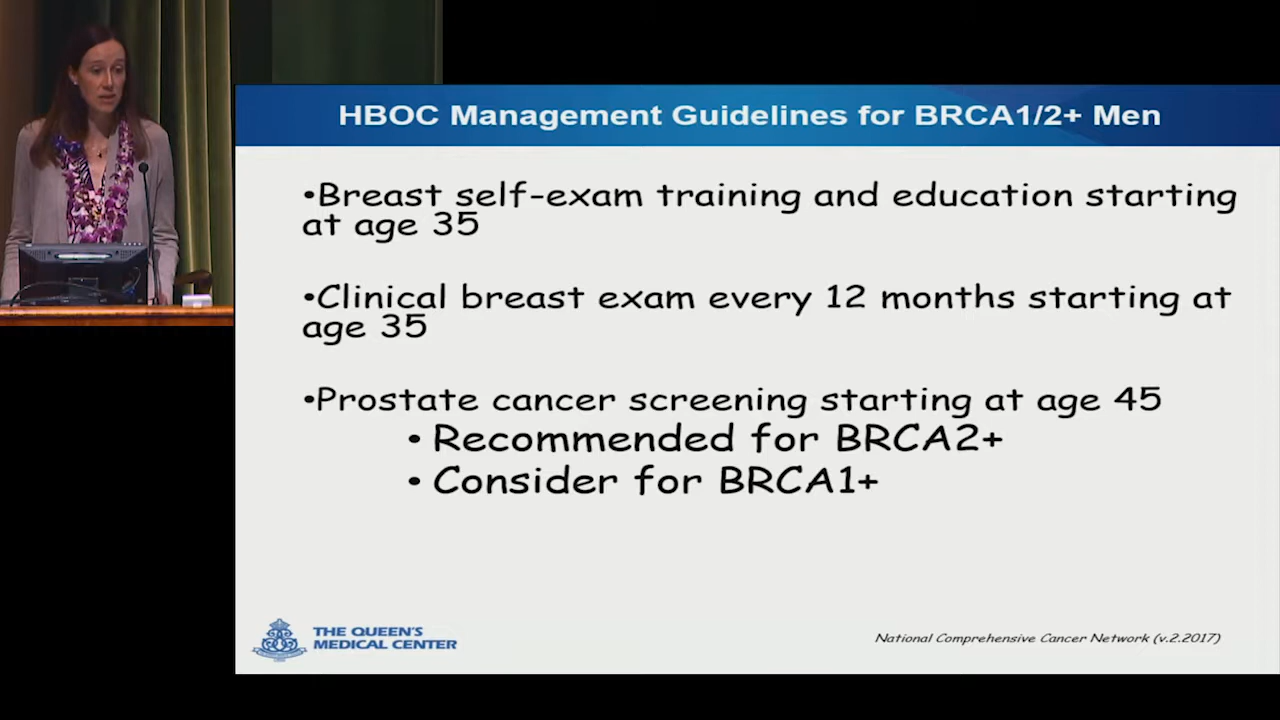 HBOC Management Guidelines for BRCA1/2+ Men
•Breast self-exam training and education starting
at age 35
•Clinical breast exam every 12 months starting at
age 35
•Prostate cancer screening starting at age 45
• Recommended for BRCA2+
• Consider for BRCA1+
THE QUEEN'S
MEDICAL CENTER
National Comprehensive Cancer Network (v.2.2017)